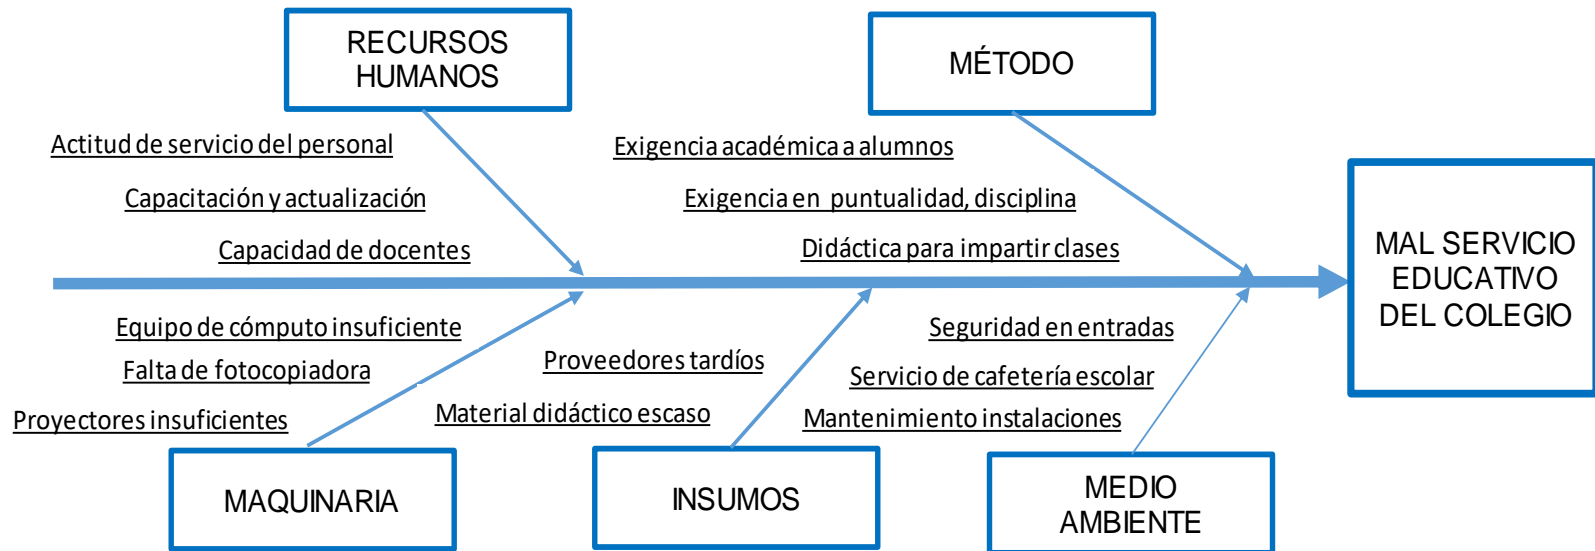 RECURSOS
HUMANOS
MÉTODO
Actitud de servicio del personal
Capacitación y actualización
Capacidad de docentes
Exigencia académica a alumnos
Exigencia en puntualidad, disciplina
Didáctica para impartir clases
MAL SERVICIO
EDUCATIVO
DEL COLEGIO
Equipo de cómputo insuficiente
Falta de fotocopiadora
Proyectores insuficientes
Proveedores tardíos
Material didáctico escaso
Seguridad en entradas
Servicio de cafetería escolar
Mantenimiento instalaciones
MAQUINARIA
INSUMOS
MEDIO
AMBIENTE